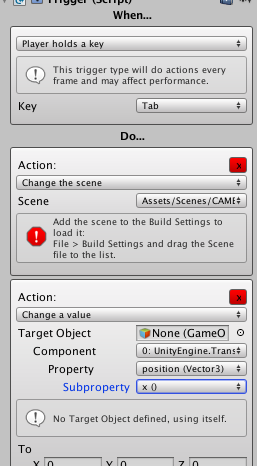 Trigger (Script)
When...
Player holds a key
This trigger type will do actions every
frame and may affect performance.
Key Tab
Do...
Action: x
Change the scene
Scene Assets/Scenes/CAME
Add the scene to the Build Settings to
load it:
File > Build Settings and drag the Scene
file to the list.
Action: x
Change a value
Target Object None (GameO
Component 0: UnityEngine.Trans
Property position (Vector3)
Subproperty x ()
No Target Object defined, using itself.
To
X 0 Y 0 Z 0